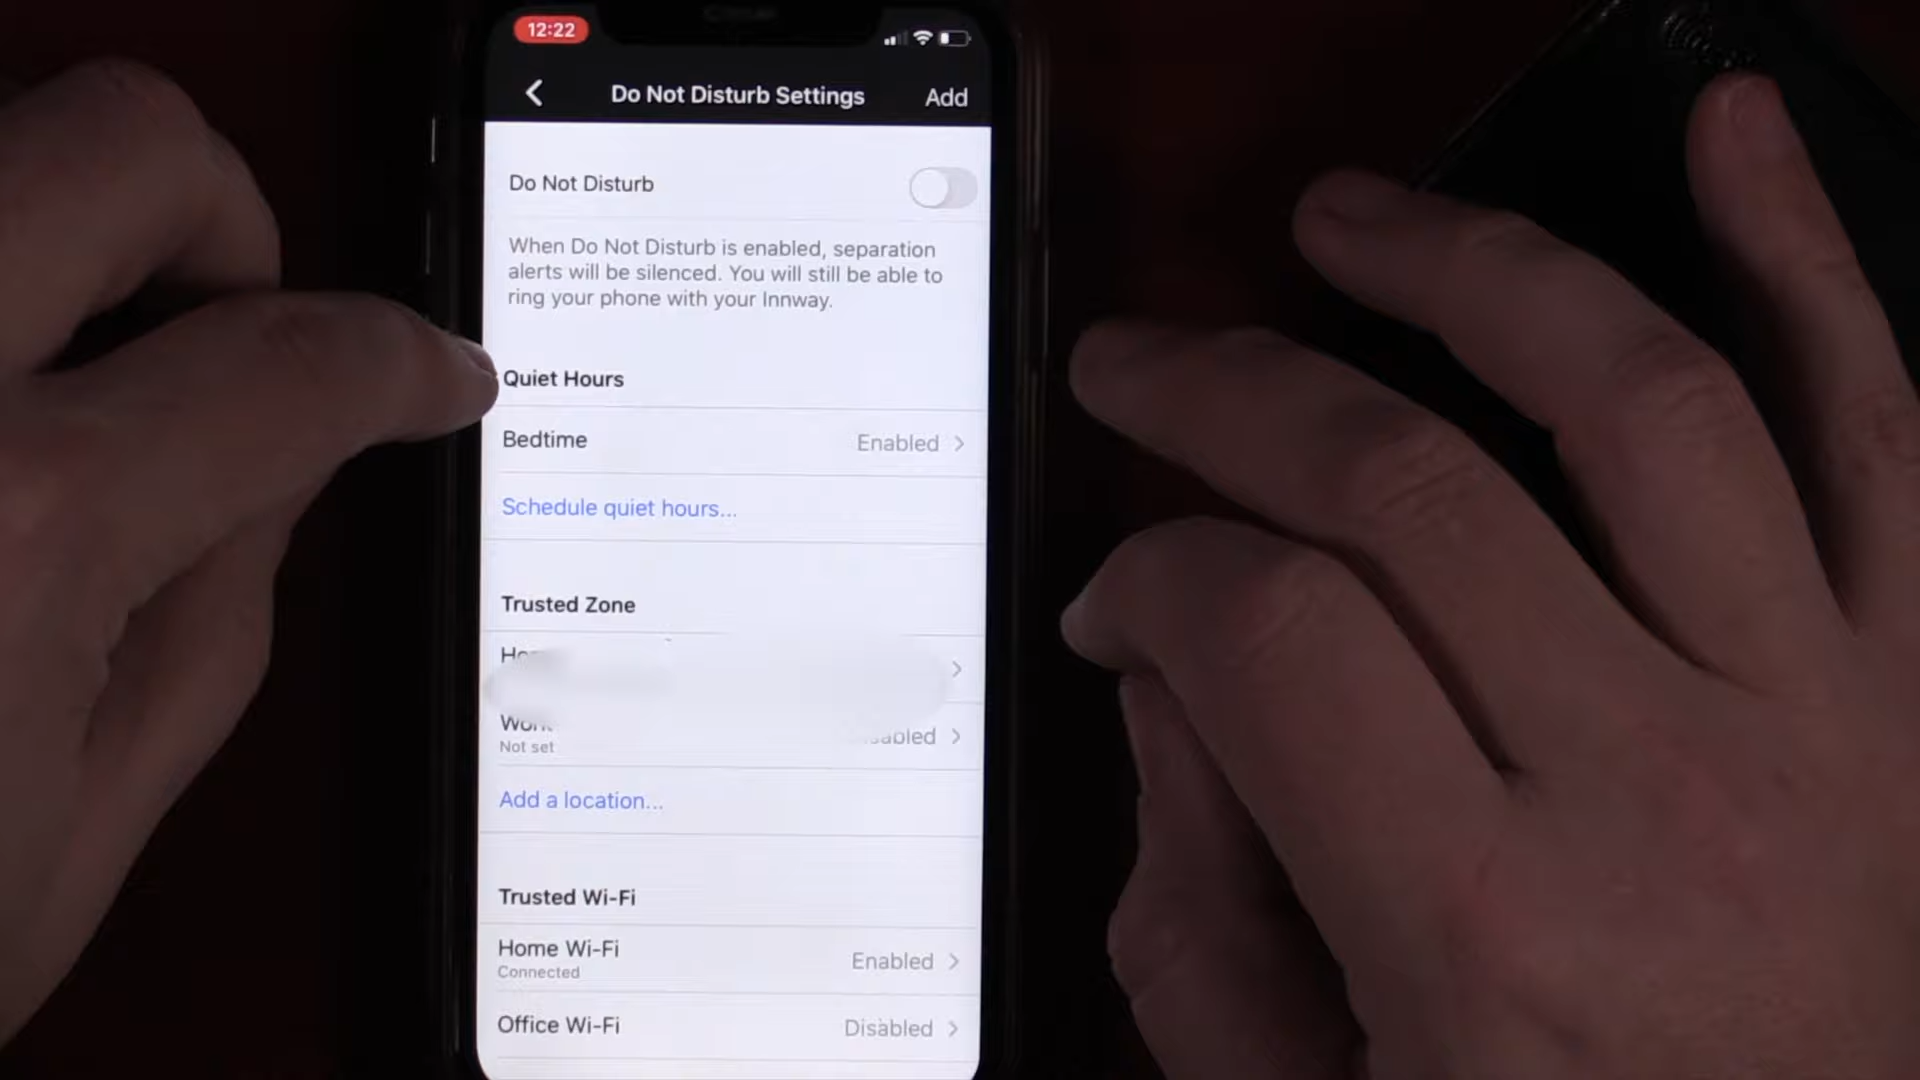 12:22
Do Not Disturb Settings
Add
Do Not Disturb
When Do Not Disturb is enabled, separation
alerts will be silenced. You will still be able to
ring your phone with your Innway.
Quiet Hours
Bedtime
Enabled
Schedule quiet hours...
Trusted Zone
Work
Not set
Add a location...
Trusted Wi-Fi
Home Wi-Fi
Enabled
Connected
Office Wi-Fi
Disabled